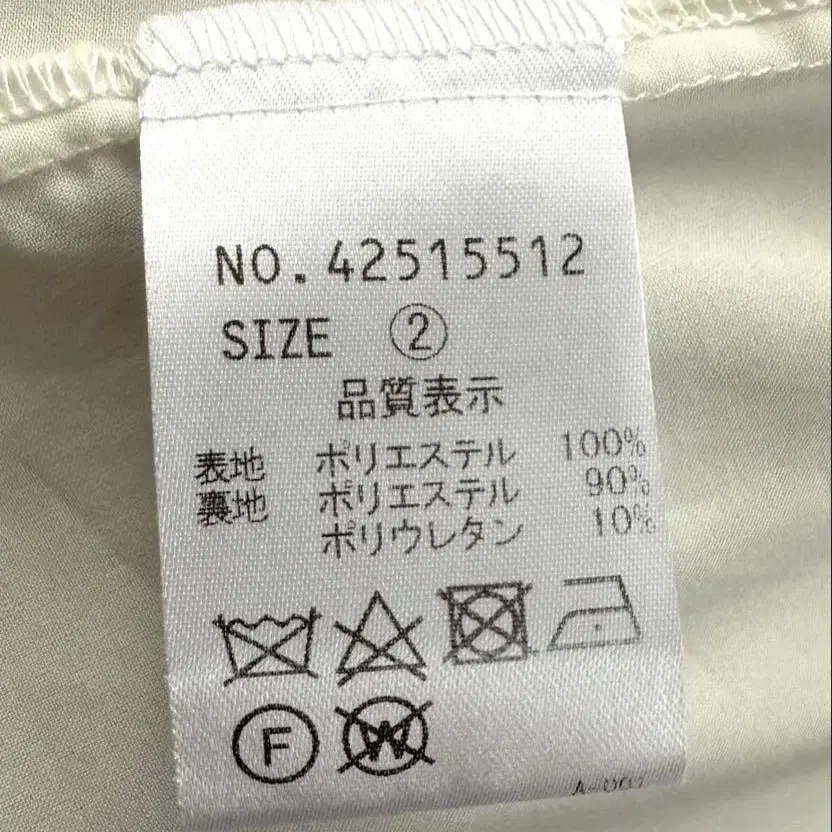 NO.42515512
SIZE ②
品質表示
表地 ポリエステル 100%
裏地 ポリエステル 90%
ポリウレタン 10%
F W